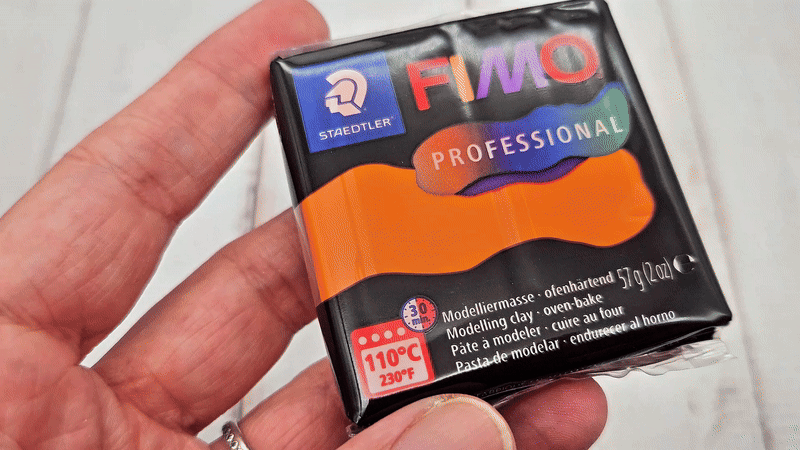 STAEDTLER
FIMO
PROFESSIONAL
30
min.
110°C
230°F
Modelliermasse · ofenhärtend
Modelling clay · oven-bake
Pâte à modeler · cuire au four
Pasta de modelar · endurecer al horno
57 g (2 oz) ℮